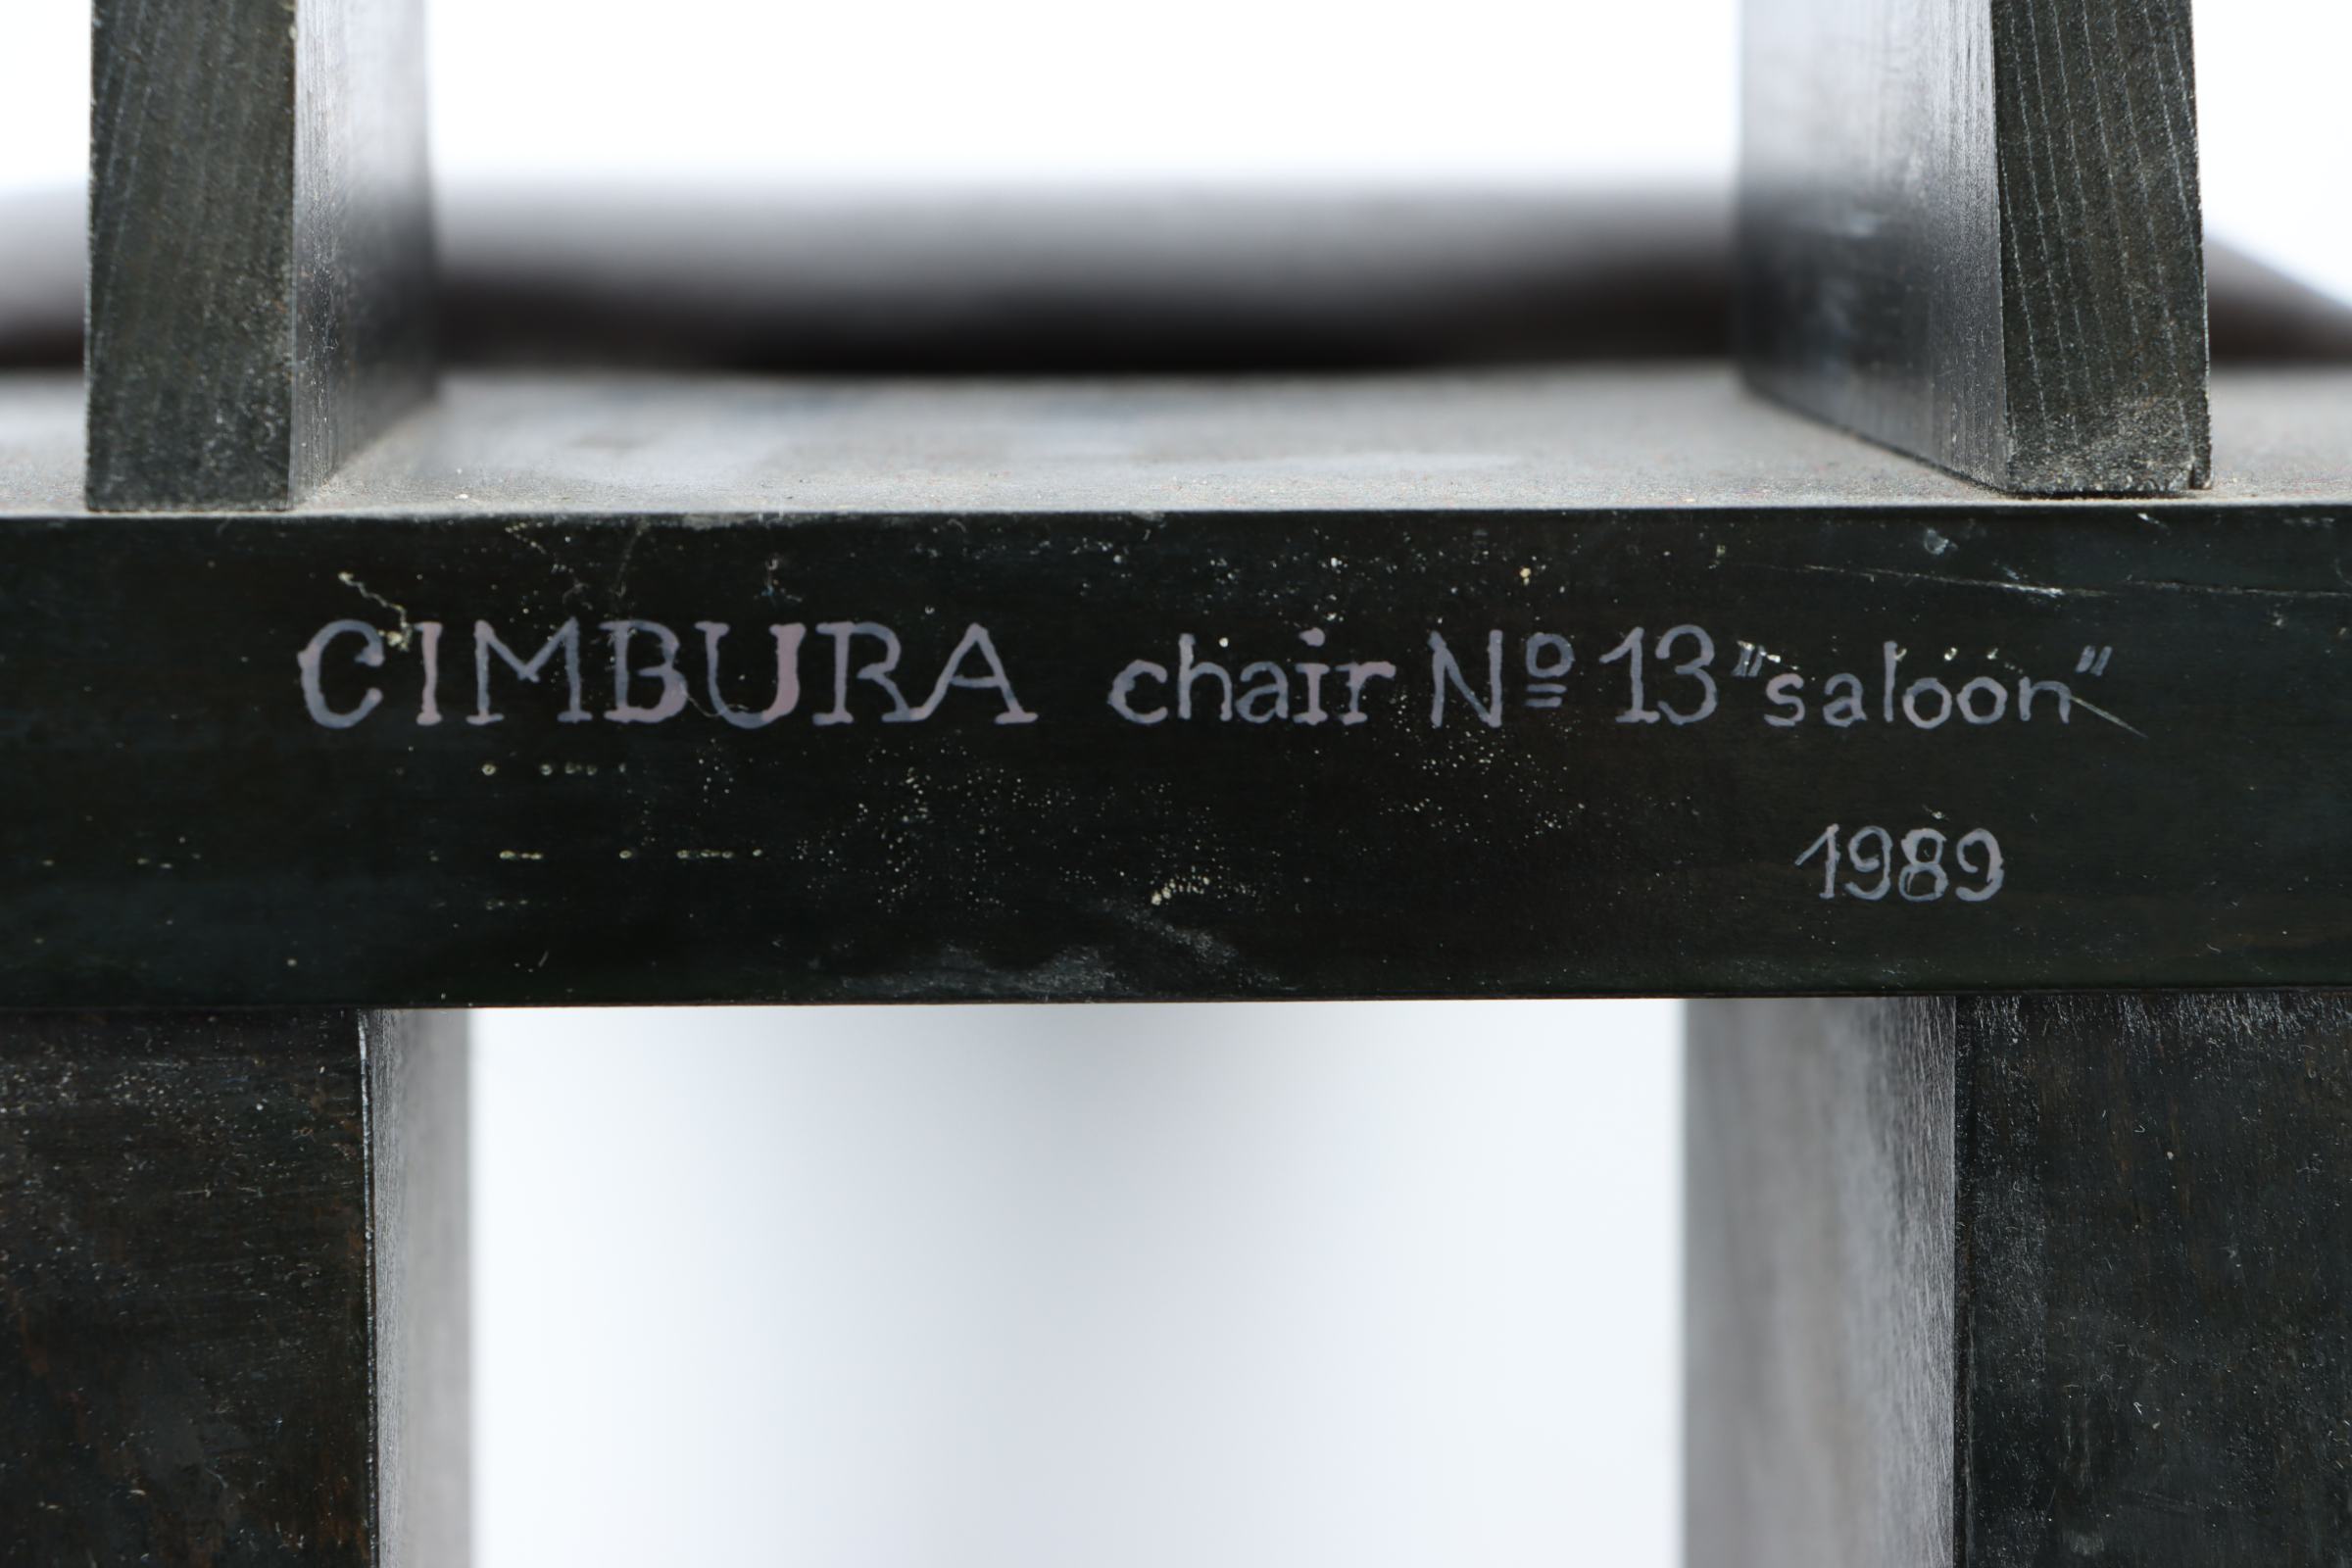 CIMBURA chair Nº 13 "saloon"
1989